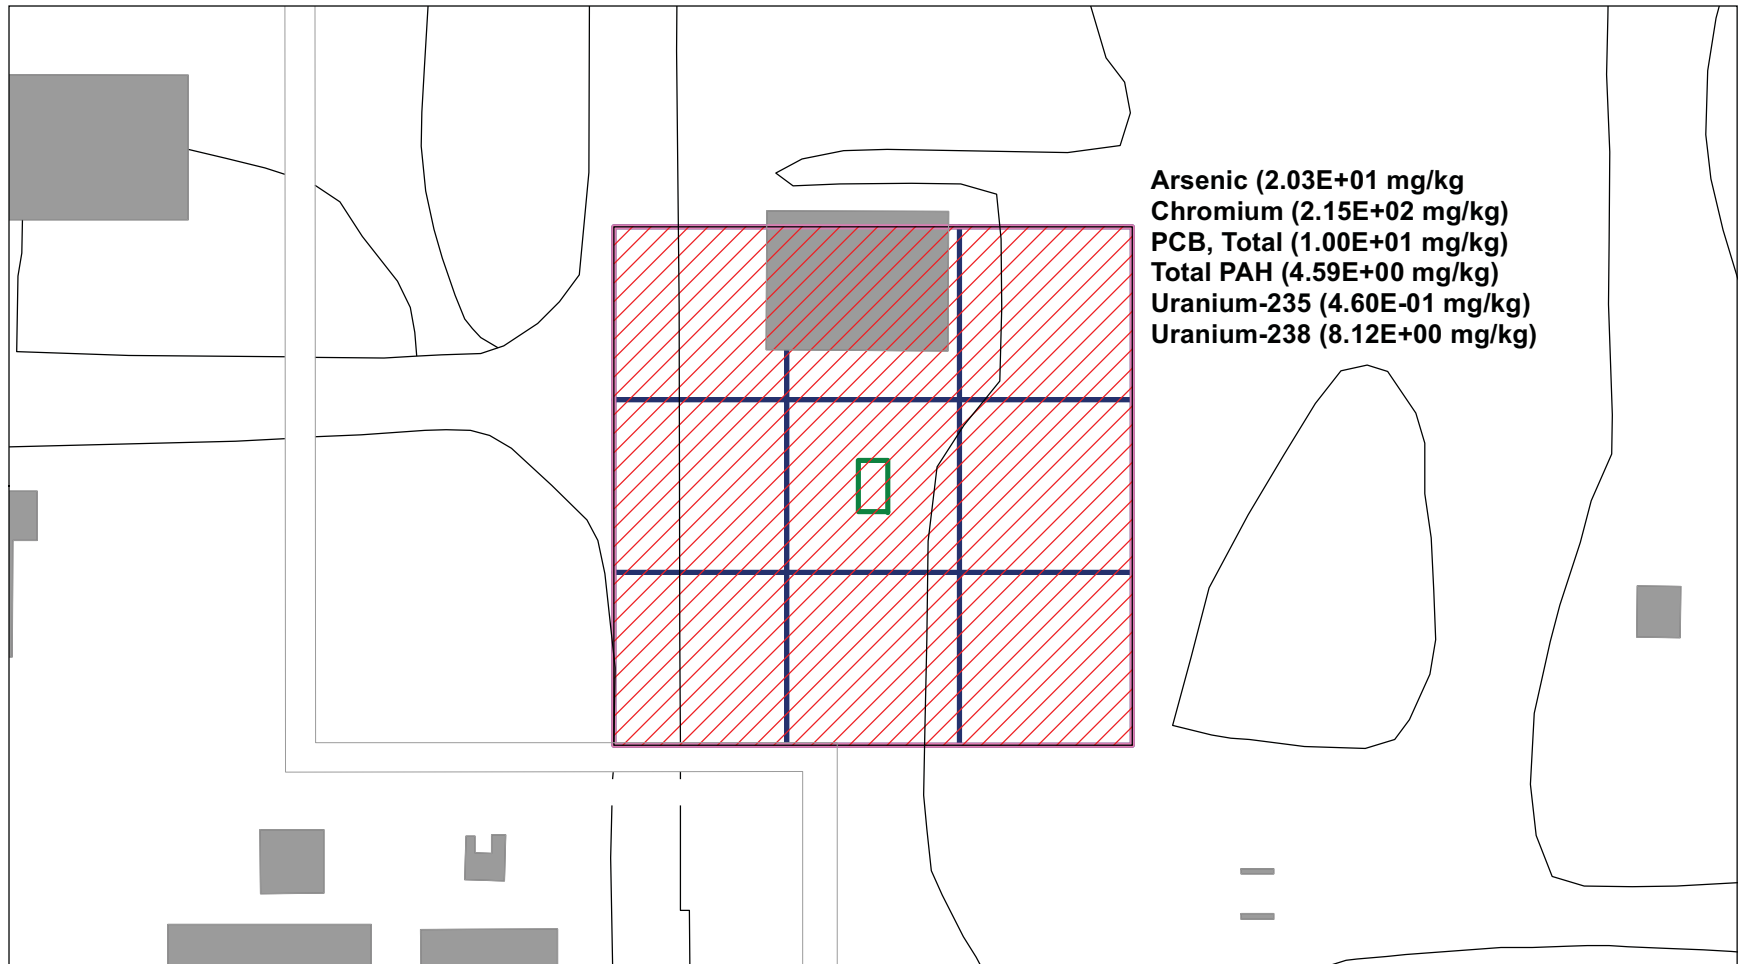 Arsenic (2.03E+01 mg/kg
Chromium (2.15E+02 mg/kg)
PCB, Total (1.00E+01 mg/kg)
Total PAH (4.59E+00 mg/kg)
Uranium-235 (4.60E-01 mg/kg)
Uranium-238 (8.12E+00 mg/kg)